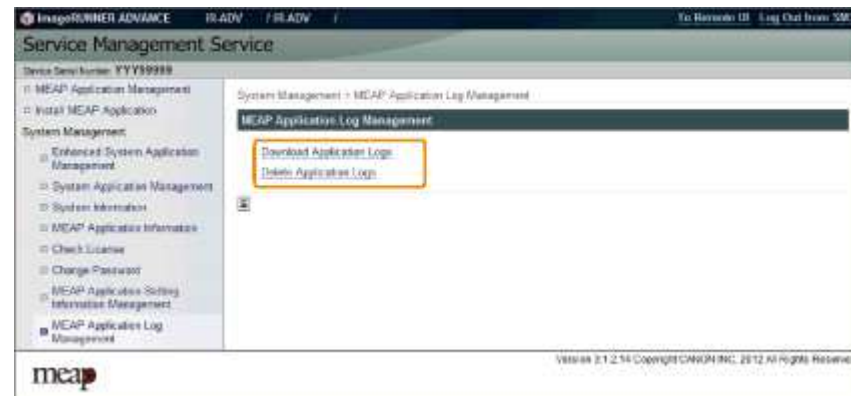 imageRUNNER ADVANCE iR-ADV / iR-ADV /
To Remote UI Log Out from SMS
Service Management Service
Device Serial Number: YYY99999
MEAP Application Management
Install MEAP Application
System Management
Enhanced System Application
Management
System Application Management
System Information
MEAP Application Information
Check License
Change Password
MEAP Application Setting
Information Management
MEAP Application Log
Management
System Management > MEAP Application Log Management
MEAP Application Log Management
Download Application Logs
Delete Application Logs
Version 3.1.2.14 Copyright CANON INC. 2012 All Rights Reserve
meap